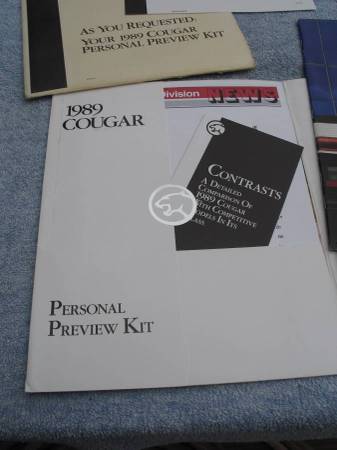 AS YOU REQUESTED:
YOUR 1989 COUGAR
PERSONAL PREVIEW KIT
1989
COUGAR
Division NEWS
CONTRASTS
A DETAILED
COMPARISON OF
1989 COUGAR
WITH COMPETITIVE
MODELS IN ITS
CLASS
PERSONAL
PREVIEW KIT